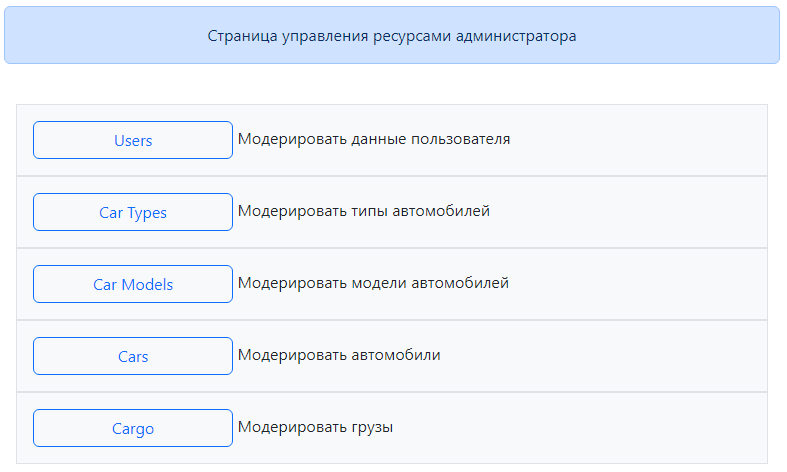 Страница управления ресурсами администратора
Users Модерировать данные пользователя
Car Types Модерировать типы автомобилей
Car Models Модерировать модели автомобилей
Cars Модерировать автомобили
Cargo Модерировать грузы